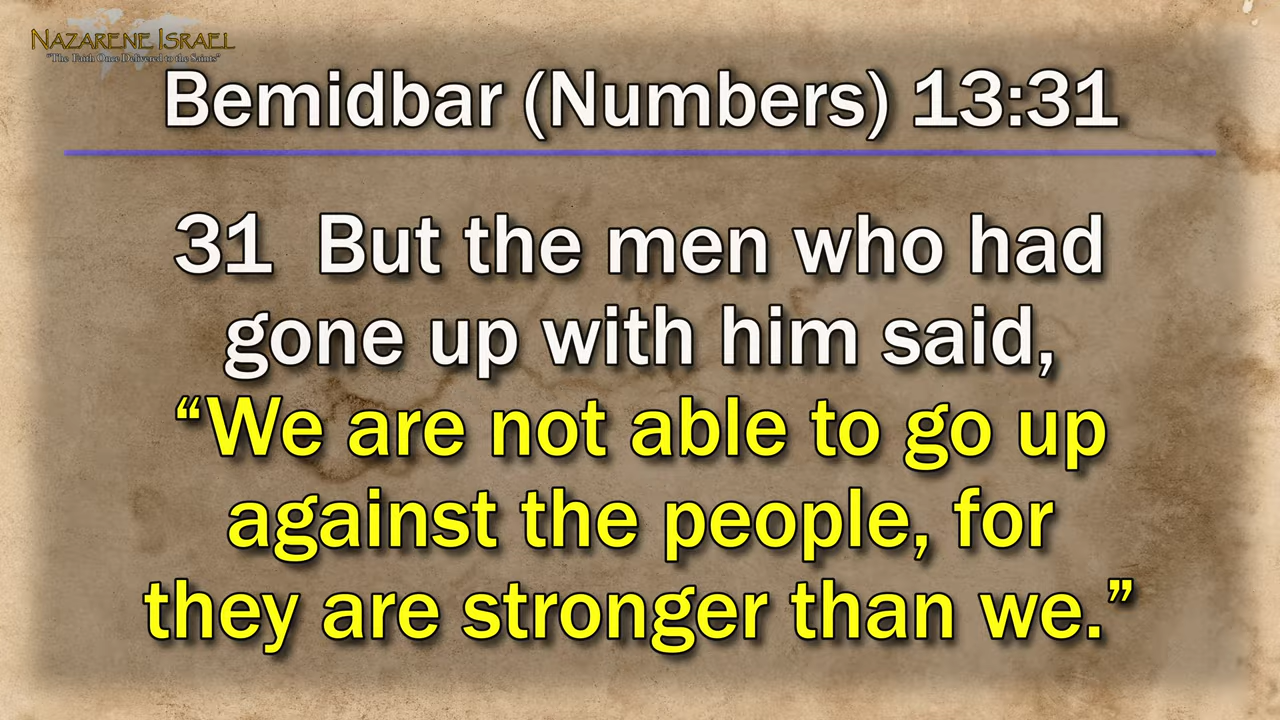 NAZARENE ISRAEL
"The Faith Once Delivered to the Saints"
Bemidbar (Numbers) 13:31
31 But the men who had
gone up with him said,
“We are not able to go up
against the people, for
they are stronger than we.”